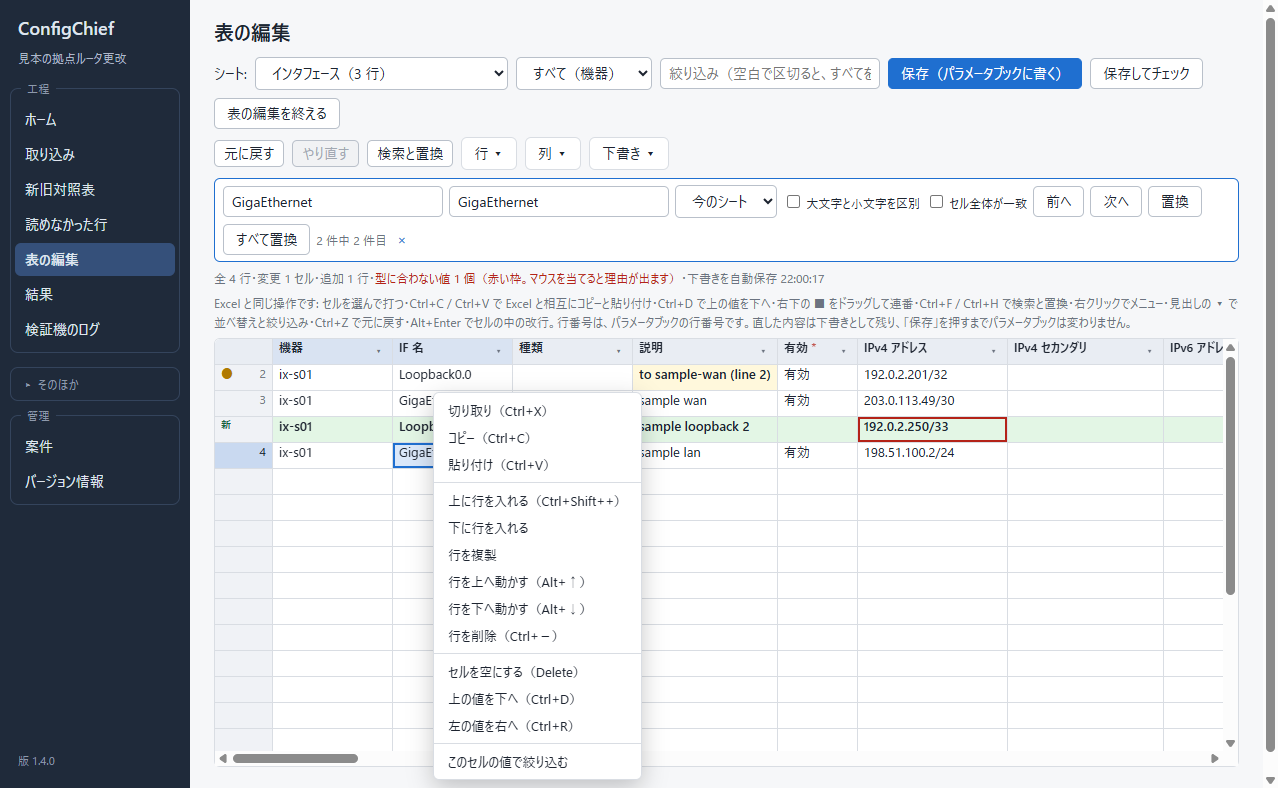 ConfigChief
見本の拠点ルータ更改
工程
ホーム
取り込み
新旧対照表
読めなかった行
表の編集
結果
検証機のログ
▸ そのほか
管理
案件
バージョン情報
版 1.4.0
表の編集
シート: インタフェース（3 行） すべて（機器） 絞り込み（空白で区切ると、すべてを 保存（パラメータブックに書く） 保存してチェック
表の編集を終える
元に戻す やり直す 検索と置換 行 ▾ 列 ▾ 下書き ▾
GigaEthernet GigaEthernet 今のシート 大文字と小文字を区別 セル全体が一致 前へ 次へ 置換
すべて置換 2 件中 2 件目 ×
全 4 行・変更 1 セル・追加 1 行・型に合わない値 1 個（赤い枠。マウスを当てると理由が出ます）・下書きを自動保存 22:00:17
Excel と同じ操作です: セルを選んで打つ・Ctrl+C / Ctrl+V で Excel と相互にコピーと貼り付け・Ctrl+D で上の値を下へ・右下の ■ をドラッグして連番・Ctrl+F / Ctrl+H で検索と置換・右クリックでメニュー・見出しの ▾ で
並べ替えと絞り込み・Ctrl+Z で元に戻す・Alt+Enter でセルの中の改行。行番号は、パラメータブックの行番号です。直した内容は下書きとして残り、「保存」を押すまでパラメータブックは変わりません。
機器 IF 名 種類 説明 有効 * IPv4 アドレス IPv4 セカンダリ IPv6 アドレ
2 ix-s01 Loopback0.0 to sample-wan (line 2) 有効 192.0.2.201/32
3 ix-s01 GigaE sample wan 有効 203.0.113.49/30
新 ix-s01 Loopb sample loopback 2 192.0.2.250/33
4 ix-s01 GigaE sample lan 有効 198.51.100.2/24
切り取り（Ctrl+X）
コピー（Ctrl+C）
貼り付け（Ctrl+V）
上に行を入れる（Ctrl+Shift++）
下に行を入れる
行を複製
行を上へ動かす（Alt+↑）
行を下へ動かす（Alt+↓）
行を削除（Ctrl+−）
セルを空にする（Delete）
上の値を下へ（Ctrl+D）
左の値を右へ（Ctrl+R）
このセルの値で絞り込む